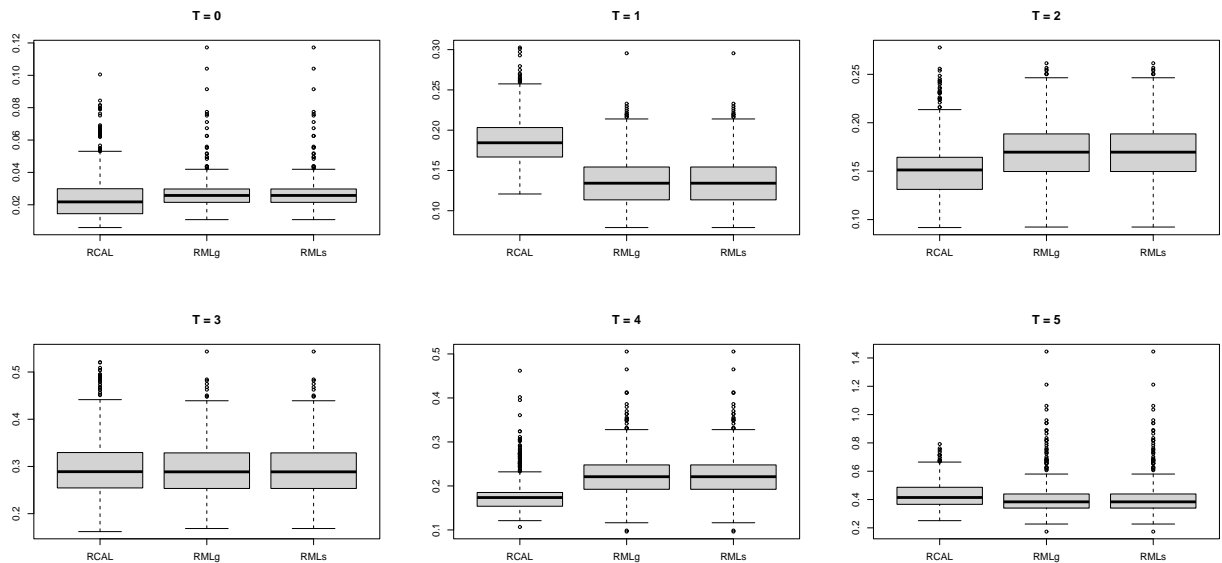 T = 0
0.12
0.10
0.08
0.06
0.04
0.02
RCAL RMLg RMLs
T = 1
0.30
0.25
0.20
0.15
0.10
RCAL RMLg RMLs
T = 2
0.25
0.20
0.15
0.10
RCAL RMLg RMLs
T = 3
0.5
0.4
0.3
0.2
RCAL RMLg RMLs
T = 4
0.5
0.4
0.3
0.2
0.1
RCAL RMLg RMLs
T = 5
1.4
1.2
1.0
0.8
0.6
0.4
0.2
RCAL RMLg RMLs